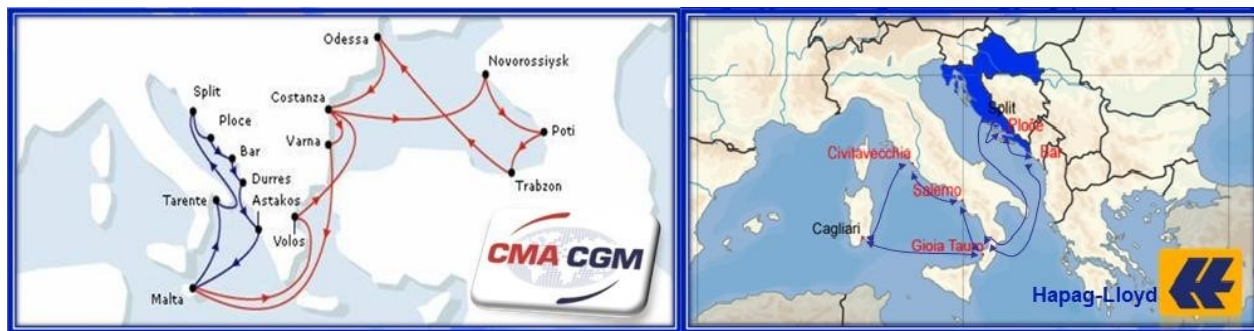 Odessa
Novorossiysk
Split
Costanza
Ploce
Poti
Bar
Varna
Durres
Trabzon
Tarente
Astakos
Volos
Malta
CMA CGM
Split
Ploče
Bar
Civitavecchia
Salerno
Cagliari
Gioia Tauro
Hapag-Lloyd